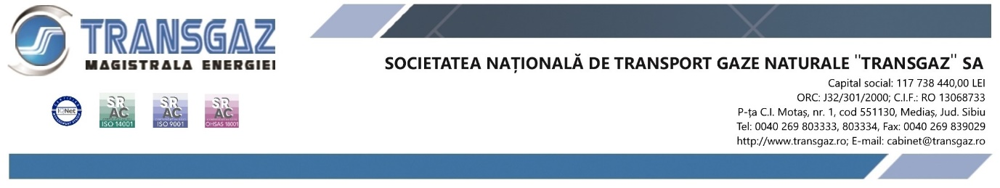 TRANSGAZ
MAGISTRALA ENERGIEI
SOCIETATEA NAȚIONALĂ DE TRANSPORT GAZE NATURALE "TRANSGAZ" SA
Capital social: 117 738 440,00 LEI
ORC: J32/301/2000; C.I.F.: RO 13068733
P-ța C.I. Motaș, nr. 1, cod 551130, Mediaș, Jud. Sibiu
Tel: 0040 269 803333, 803334, Fax: 0040 269 839029
http://www.transgaz.ro; E-mail: cabinet@transgaz.ro
IQNet
SR
AC
ISO 14001
SR
AC
ISO 9001
SR
AC
OHSAS 18001